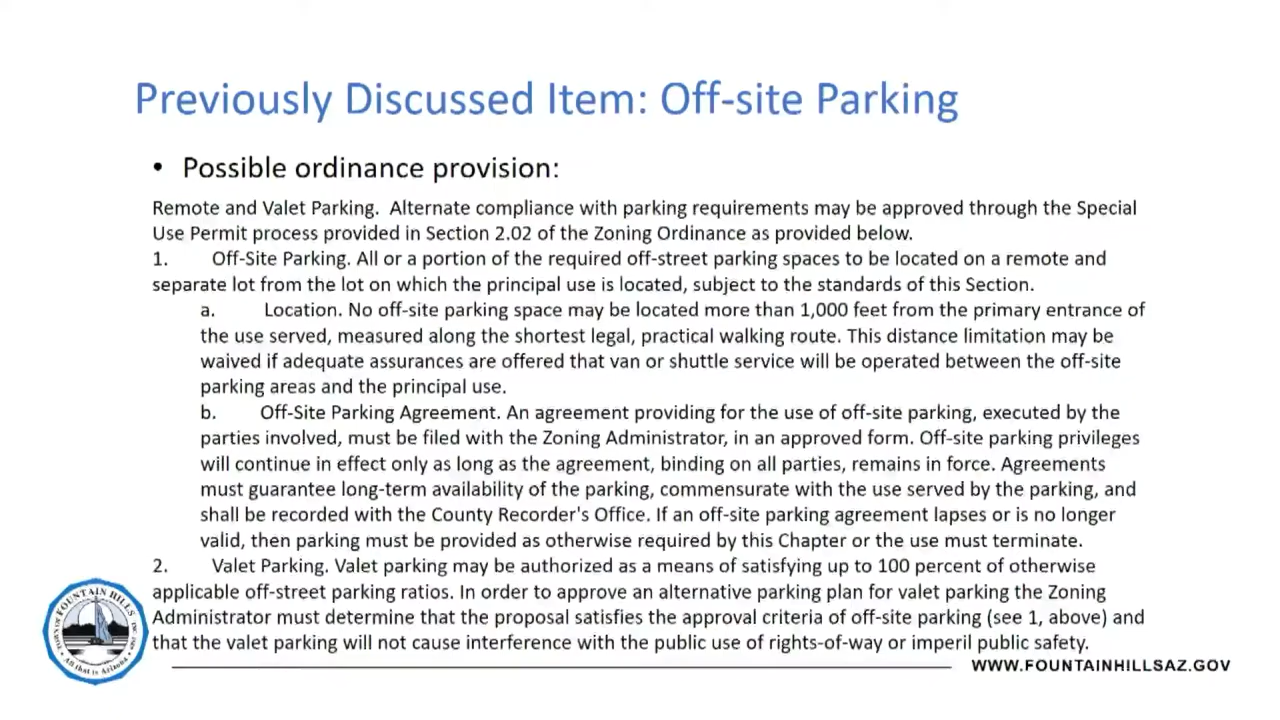 Previously Discussed Item: Off-site Parking
• Possible ordinance provision:
Remote and Valet Parking.  Alternate compliance with parking requirements may be approved through the Special
Use Permit process provided in Section 2.02 of the Zoning Ordinance as provided below.
1. Off-Site Parking. All or a portion of the required off-street parking spaces to be located on a remote and
separate lot from the lot on which the principal use is located, subject to the standards of this Section.
a. Location. No off-site parking space may be located more than 1,000 feet from the primary entrance of
the use served, measured along the shortest legal, practical walking route. This distance limitation may be
waived if adequate assurances are offered that van or shuttle service will be operated between the off-site
parking areas and the principal use.
b. Off-Site Parking Agreement. An agreement providing for the use of off-site parking, executed by the
parties involved, must be filed with the Zoning Administrator, in an approved form. Off-site parking privileges
will continue in effect only as long as the agreement, binding on all parties, remains in force. Agreements
must guarantee long-term availability of the parking, commensurate with the use served by the parking, and
shall be recorded with the County Recorder's Office. If an off-site parking agreement lapses or is no longer
valid, then parking must be provided as otherwise required by this Chapter or the use must terminate.
2. Valet Parking. Valet parking may be authorized as a means of satisfying up to 100 percent of otherwise
applicable off-street parking ratios. In order to approve an alternative parking plan for valet parking the Zoning
Administrator must determine that the proposal satisfies the approval criteria of off-site parking (see 1, above) and
that the valet parking will not cause interference with the public use of rights-of-way or imperil public safety.
TOWN OF FOUNTAIN HILLS
All that is Arizona
WWW.FOUNTAINHILLSAZ.GOV